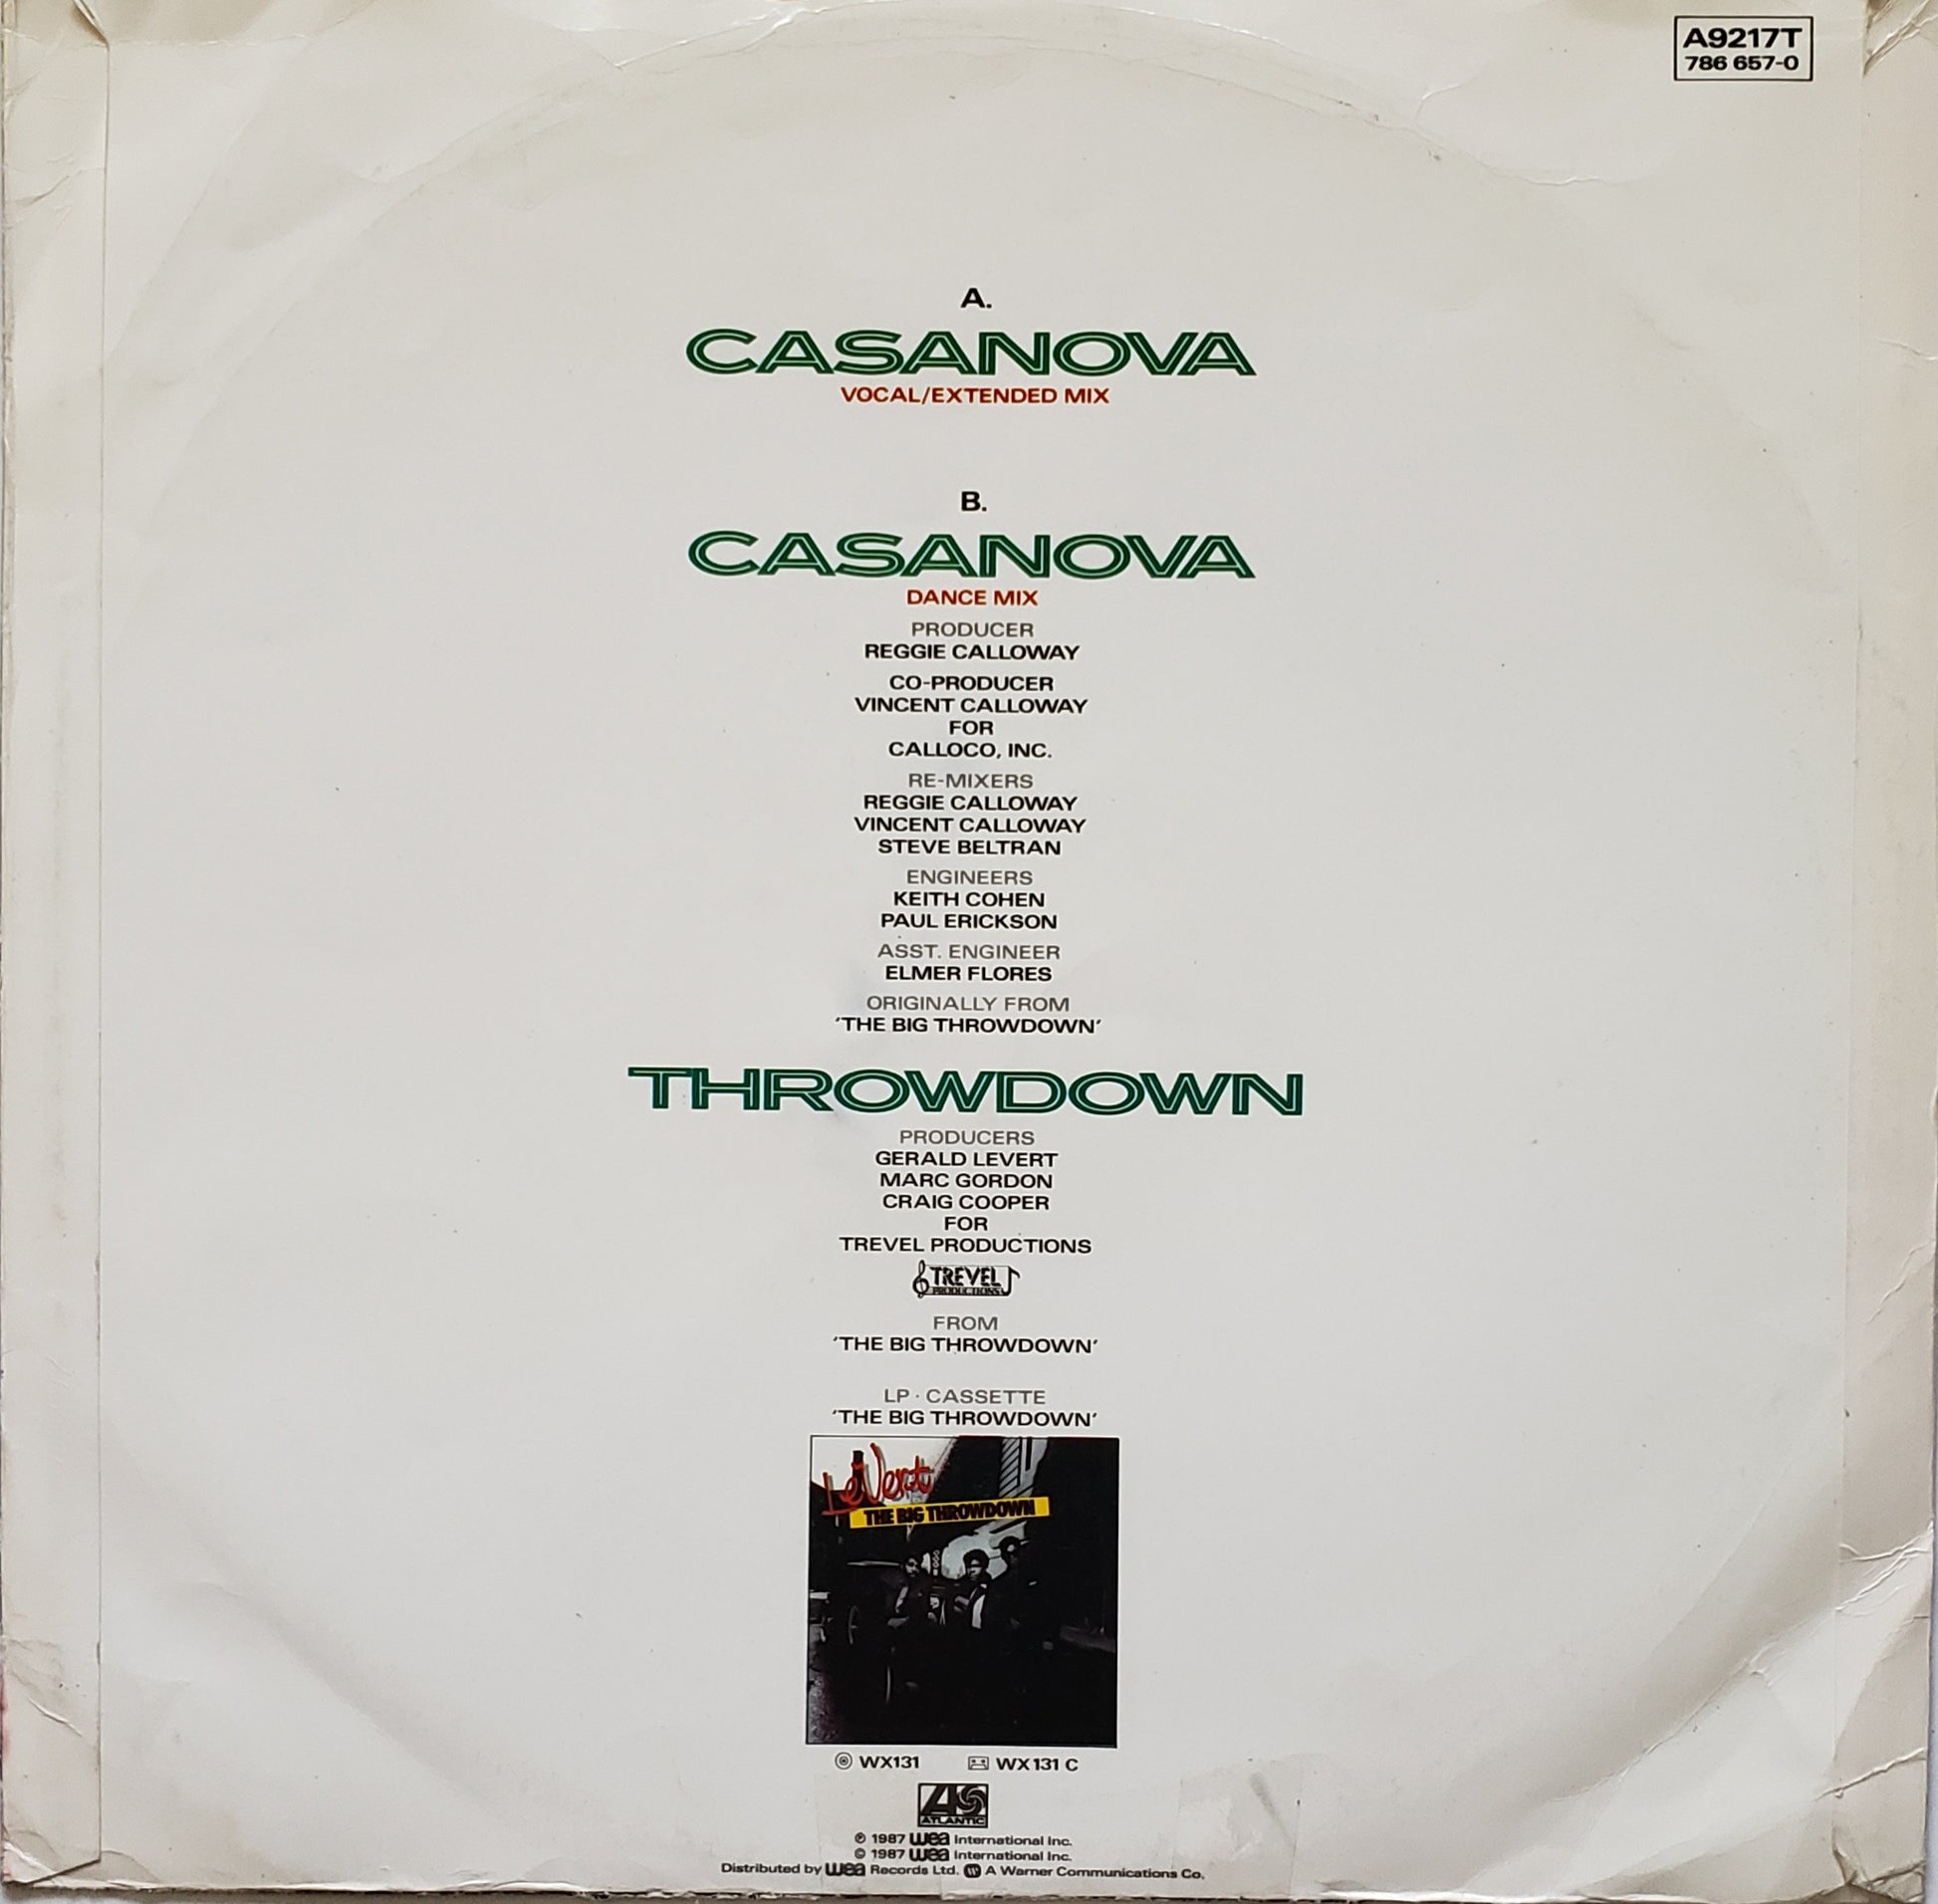 A9217T
786 657-0
A.
CASANOVA
VOCAL/EXTENDED MIX
B.
CASANOVA
DANCE MIX
PRODUCER
REGGIE CALLOWAY
CO-PRODUCER
VINCENT CALLOWAY
FOR
CALLOCO, INC.
RE-MIXERS
REGGIE CALLOWAY
VINCENT CALLOWAY
STEVE BELTRAN
ENGINEERS
KEITH COHEN
PAUL ERICKSON
ASST. ENGINEER
ELMER FLORES
ORIGINALLY FROM
'THE BIG THROWDOWN'
THROWDOWN
PRODUCERS
GERALD LEVERT
MARC GORDON
CRAIG COOPER
FOR
TREVEL PRODUCTIONS
TREVEL
PRODUCTIONS
FROM
'THE BIG THROWDOWN'
LP · CASSETTE
'THE BIG THROWDOWN'
LeVert
THE BIG THROWDOWN
WX131 WX131 C
ATLANTIC
℗ 1987 wea International Inc.
© 1987 wea International Inc.
Distributed by wea Records Ltd. A Warner Communications Co.